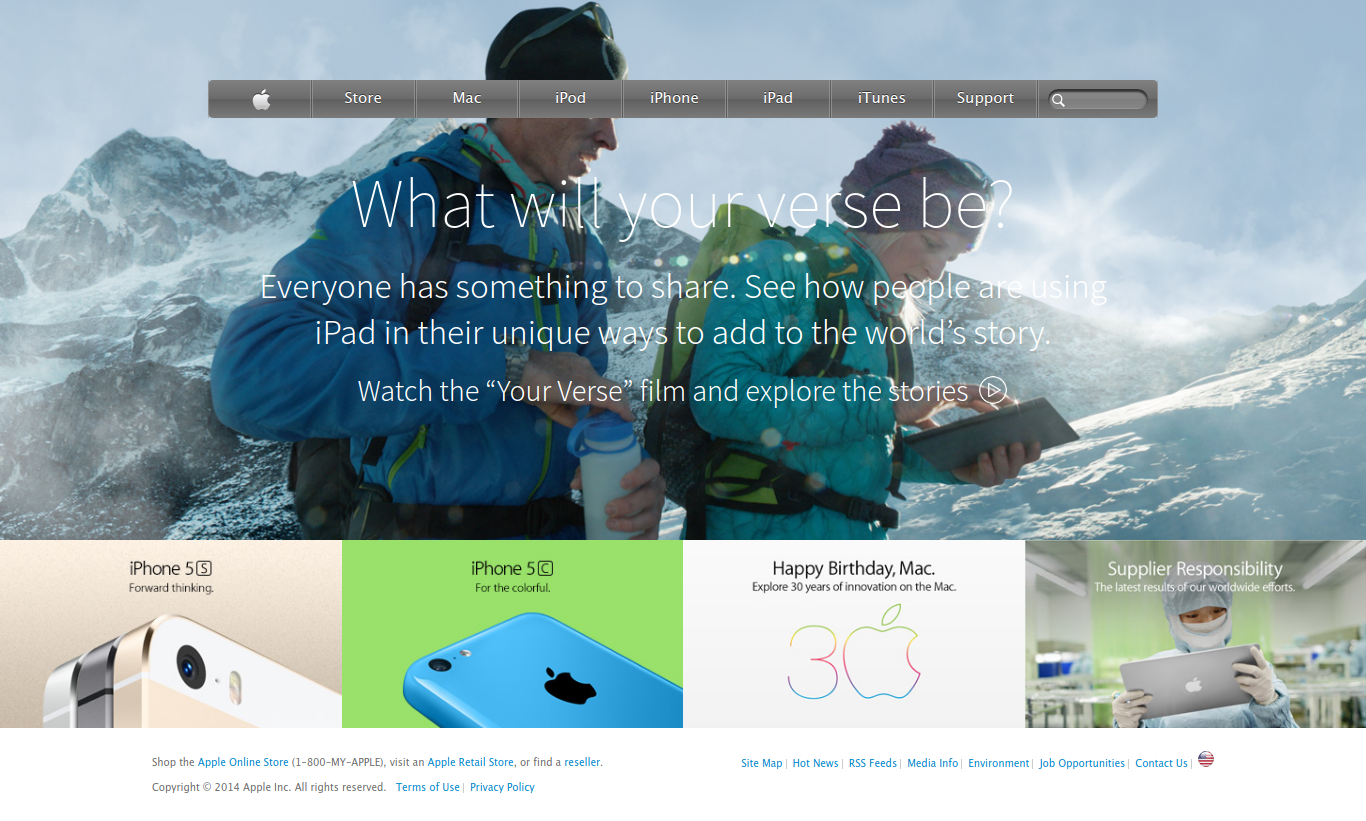 Store
Mac
iPod
iPhone
iPad
iTunes
Support
What will your verse be?
Everyone has something to share. See how people are using
iPad in their unique ways to add to the world’s story.
Watch the “Your Verse” film and explore the stories
iPhone 5S
Forward thinking.
iPhone 5C
For the colorful.
Happy Birthday, Mac.
Explore 30 years of innovation on the Mac.
30
Supplier Responsibility
The latest results of our worldwide efforts.
Shop the Apple Online Store (1-800-MY-APPLE), visit an Apple Retail Store, or find a reseller.
Site Map | Hot News | RSS Feeds | Media Info | Environment | Job Opportunities | Contact Us |
Copyright © 2014 Apple Inc. All rights reserved. Terms of Use | Privacy Policy